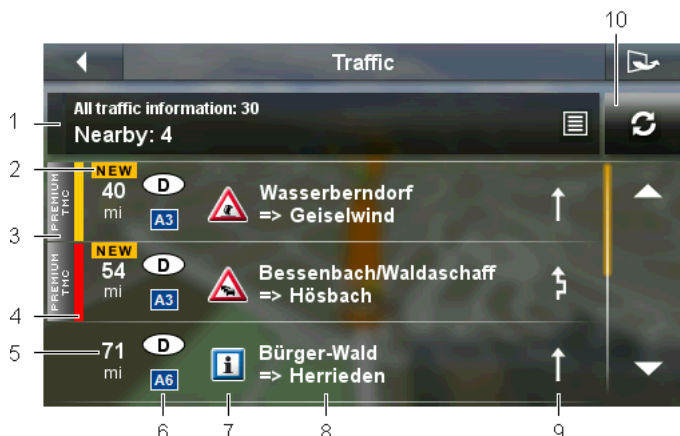 10
Traffic
All traffic information: 30
1
Nearby: 4
2
NEW
PREMIUM
TMC
40
mi
D
A3
Wasserberndorf
=> Geiselwind
3
NEW
PREMIUM
TMC
54
mi
D
A3
Bessenbach/Waldaschaff
=> Hösbach
4
5
71
mi
D
A6
i
Bürger-Wald
=> Herrieden
6
7
8
9